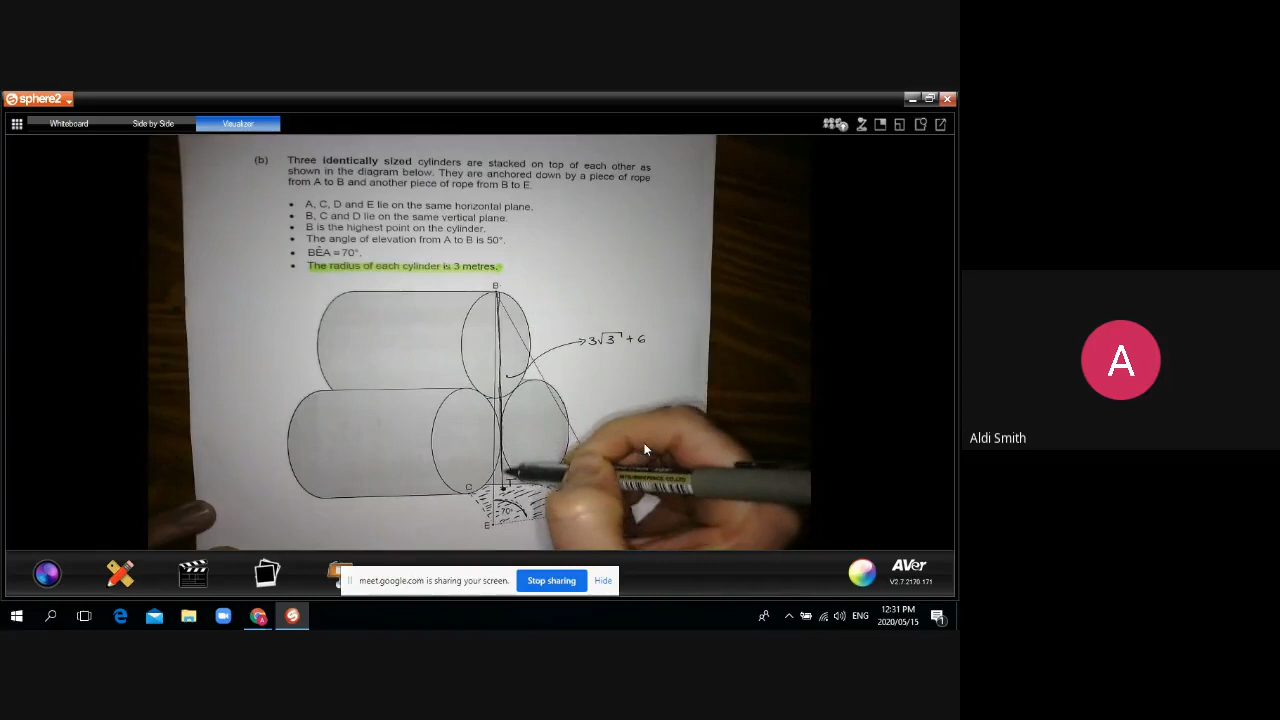 sphere2
Whiteboard
Side by Side
Visualizer
(b) Three identically sized cylinders are stacked on top of each other as
shown in the diagram below. They are anchored down by a piece of rope
from A to B and another piece of rope from B to E.
• A, C, D and E lie on the same horizontal plane.
• B, C and D lie on the same vertical plane.
• B is the highest point on the cylinder.
• The angle of elevation from A to B is 50°.
• BÊA = 70°.
• The radius of each cylinder is 3 metres.
B
3√3 + 6
C
70°
E
A
Aldi Smith
meet.google.com is sharing your screen.
Stop sharing
Hide
AVer
V2.7.2170.171
ENG
12:31 PM
2020/05/15
1